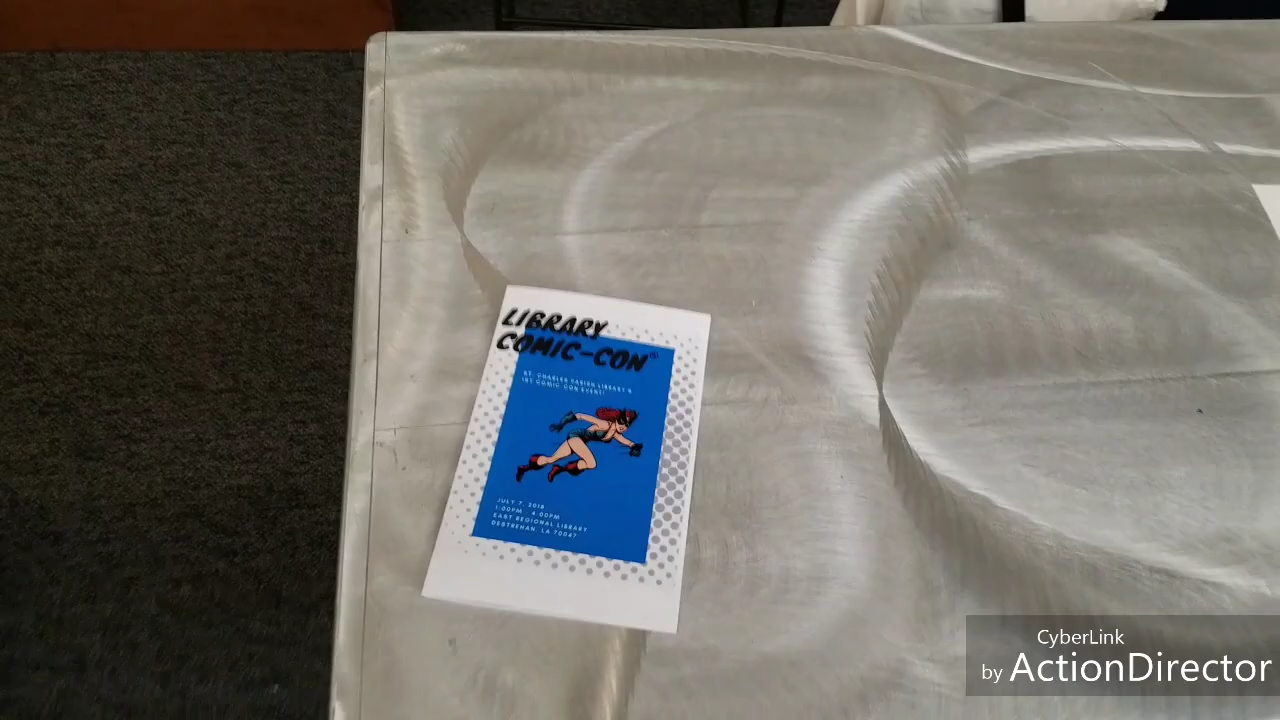 LIBRARY
COMIC-CON®
ST. CHARLES PARISH LIBRARY'S
1ST COMIC-CON EVENT!
JULY 7, 2018
1:00PM - 4:00PM
EAST REGIONAL LIBRARY
DESTREHAN, LA 70047
CyberLink
by ActionDirector